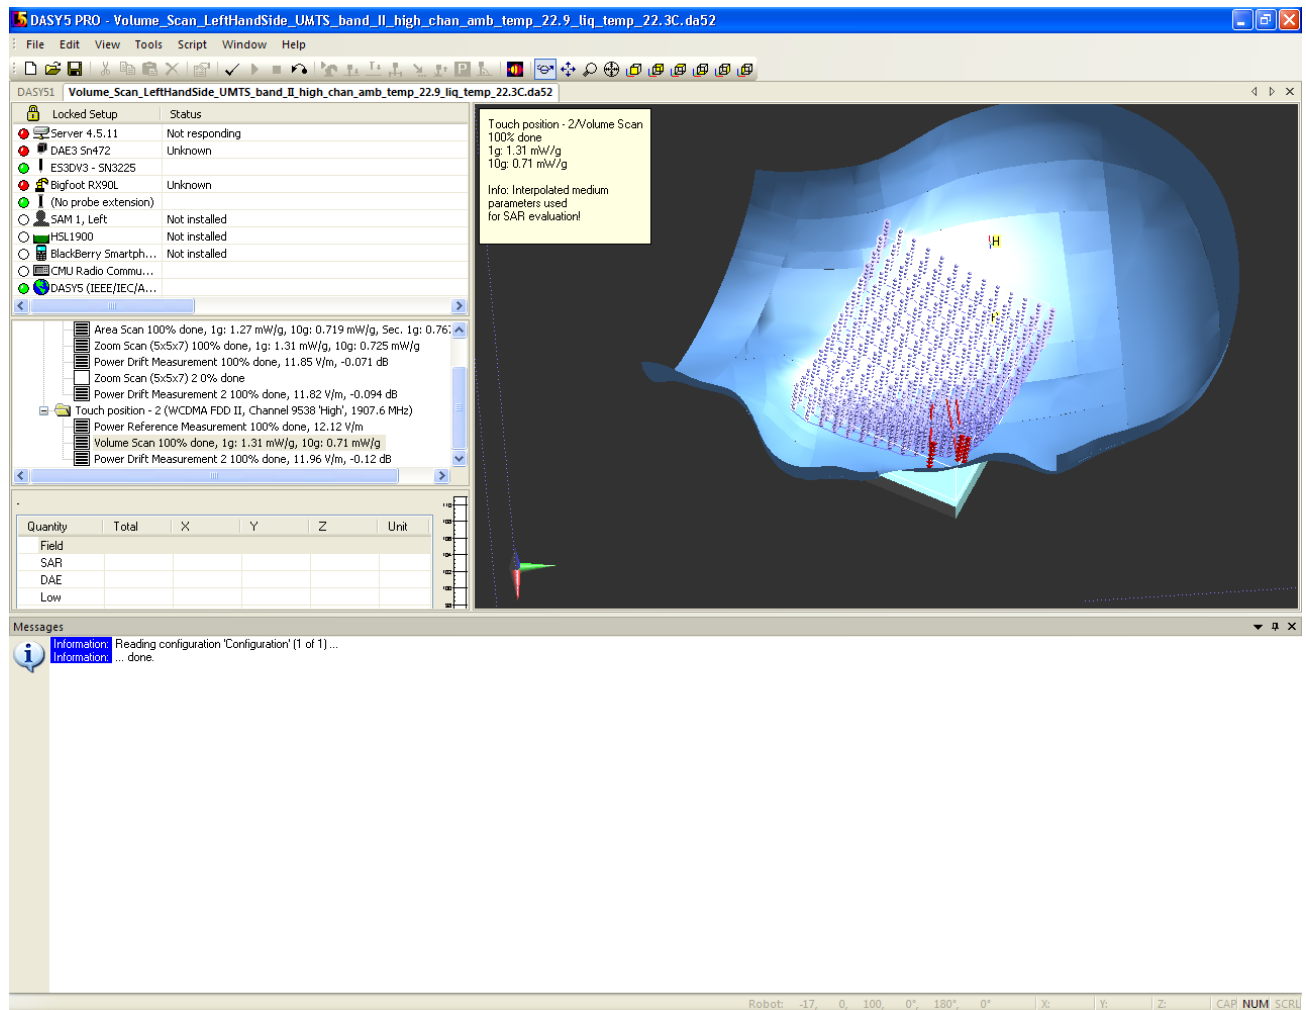 DASY5 PRO - Volume_Scan_LeftHandSide_UMTS_band_II_high_chan_amb_temp_22.9_liq_temp_22.3C.da52
File Edit View Tools Script Window Help
DASY51 Volume_Scan_LeftHandSide_UMTS_band_II_high_chan_amb_temp_22.9_liq_temp_22.3C.da52
Locked Setup Status
Server 4.5.11 Not responding
DAE3 Sn472 Unknown
ES3DV3 - SN3225
Bigfoot RX90L Unknown
(No probe extension)
SAM 1, Left Not installed
HSL1900 Not installed
BlackBerry Smartph... Not installed
CMU Radio Commu...
DASY5 (IEEE/IEC/A...
Area Scan 100% done, 1g: 1.27 mW/g, 10g: 0.719 mW/g, Sec. 1g: 0.767
Zoom Scan (5x5x7) 100% done, 1g: 1.31 mW/g, 10g: 0.725 mW/g
Power Drift Measurement 100% done, 11.85 V/m, -0.071 dB
Zoom Scan (5x5x7) 2 0% done
Power Drift Measurement 2 100% done, 11.82 V/m, -0.094 dB
Touch position - 2 (WCDMA FDD II, Channel 9538 'High', 1907.6 MHz)
Power Reference Measurement 100% done, 12.12 V/m
Volume Scan 100% done, 1g: 1.31 mW/g, 10g: 0.71 mW/g
Power Drift Measurement 2 100% done, 11.96 V/m, -0.12 dB
Quantity Total X Y Z Unit
Field
SAR
DAE
Low
Touch position - 2/Volume Scan
100% done
1g: 1.31 mW/g
10g: 0.71 mW/g
Info: Interpolated medium
parameters used
for SAR evaluation!
H
Messages
Information: Reading configuration 'Configuration' (1 of 1) ...
Information: ... done.
Robot: -17, 0, 100, 0°, 180°, 0° X: Y: Z: CAP NUM SCRL